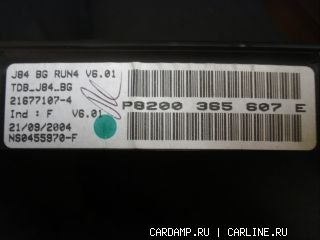 J84 BG RUN4 V6.01
TDB_J84_BG
21677107-4
Ind : F V6.01
21/09/2004
NS0455970-F
P8200 365 607 E
CARDAMP.RU | CARLINE.RU